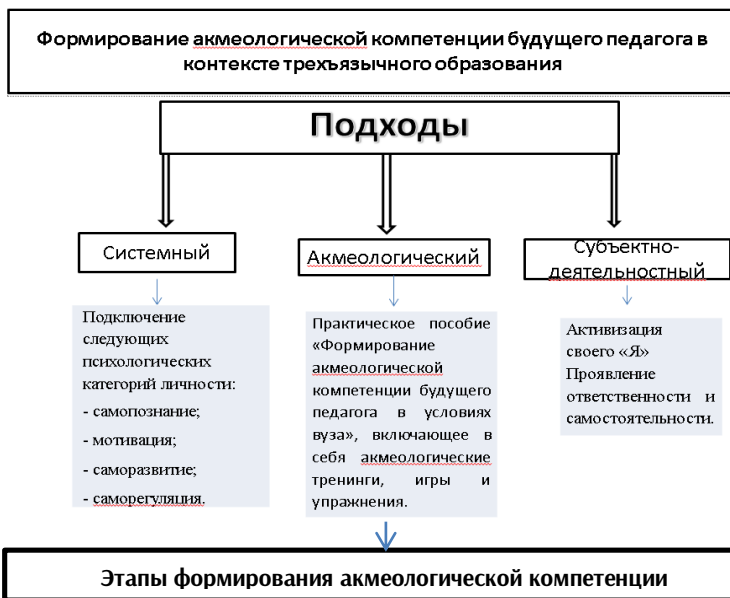 Формирование акмеологической компетенции будущего педагога в
контексте трехъязычного образования
Подходы
Системный
Акмеологический
Субъектно-
деятельностный
Подключение
следующих
психологических
категорий личности:
- самопознание;
- мотивация;
- саморазвитие;
- саморегуляция.
Практическое пособие
«Формирование
акмеологической
компетенции будущего
педагога в условиях
вуза», включающее в
себя акмеологические
тренинги, игры и
упражнения.
Активизация
своего «Я»
Проявление
ответственности и
самостоятельности.
Этапы формирования акмеологической компетенции